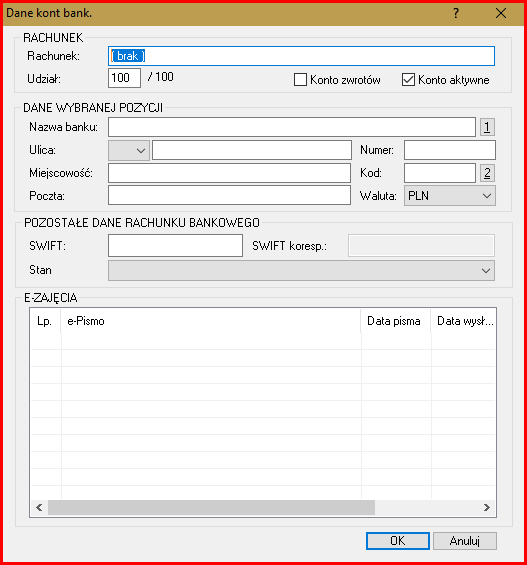 Dane kont bank. ?
RACHUNEK
Rachunek: ( brak )
Udział: 100 / 100 Konto zwrotów Konto aktywne
DANE WYBRANEJ POZYCJI
Nazwa banku: 1
Ulica: Numer:
Miejscowość: Kod: 2
Poczta: Waluta: PLN
POZOSTAŁE DANE RACHUNKU BANKOWEGO
SWIFT: SWIFT koresp.:
Stan
E-ZAJĘCIA
Lp. e-Pismo Data pisma Data wysł...
OK Anuluj